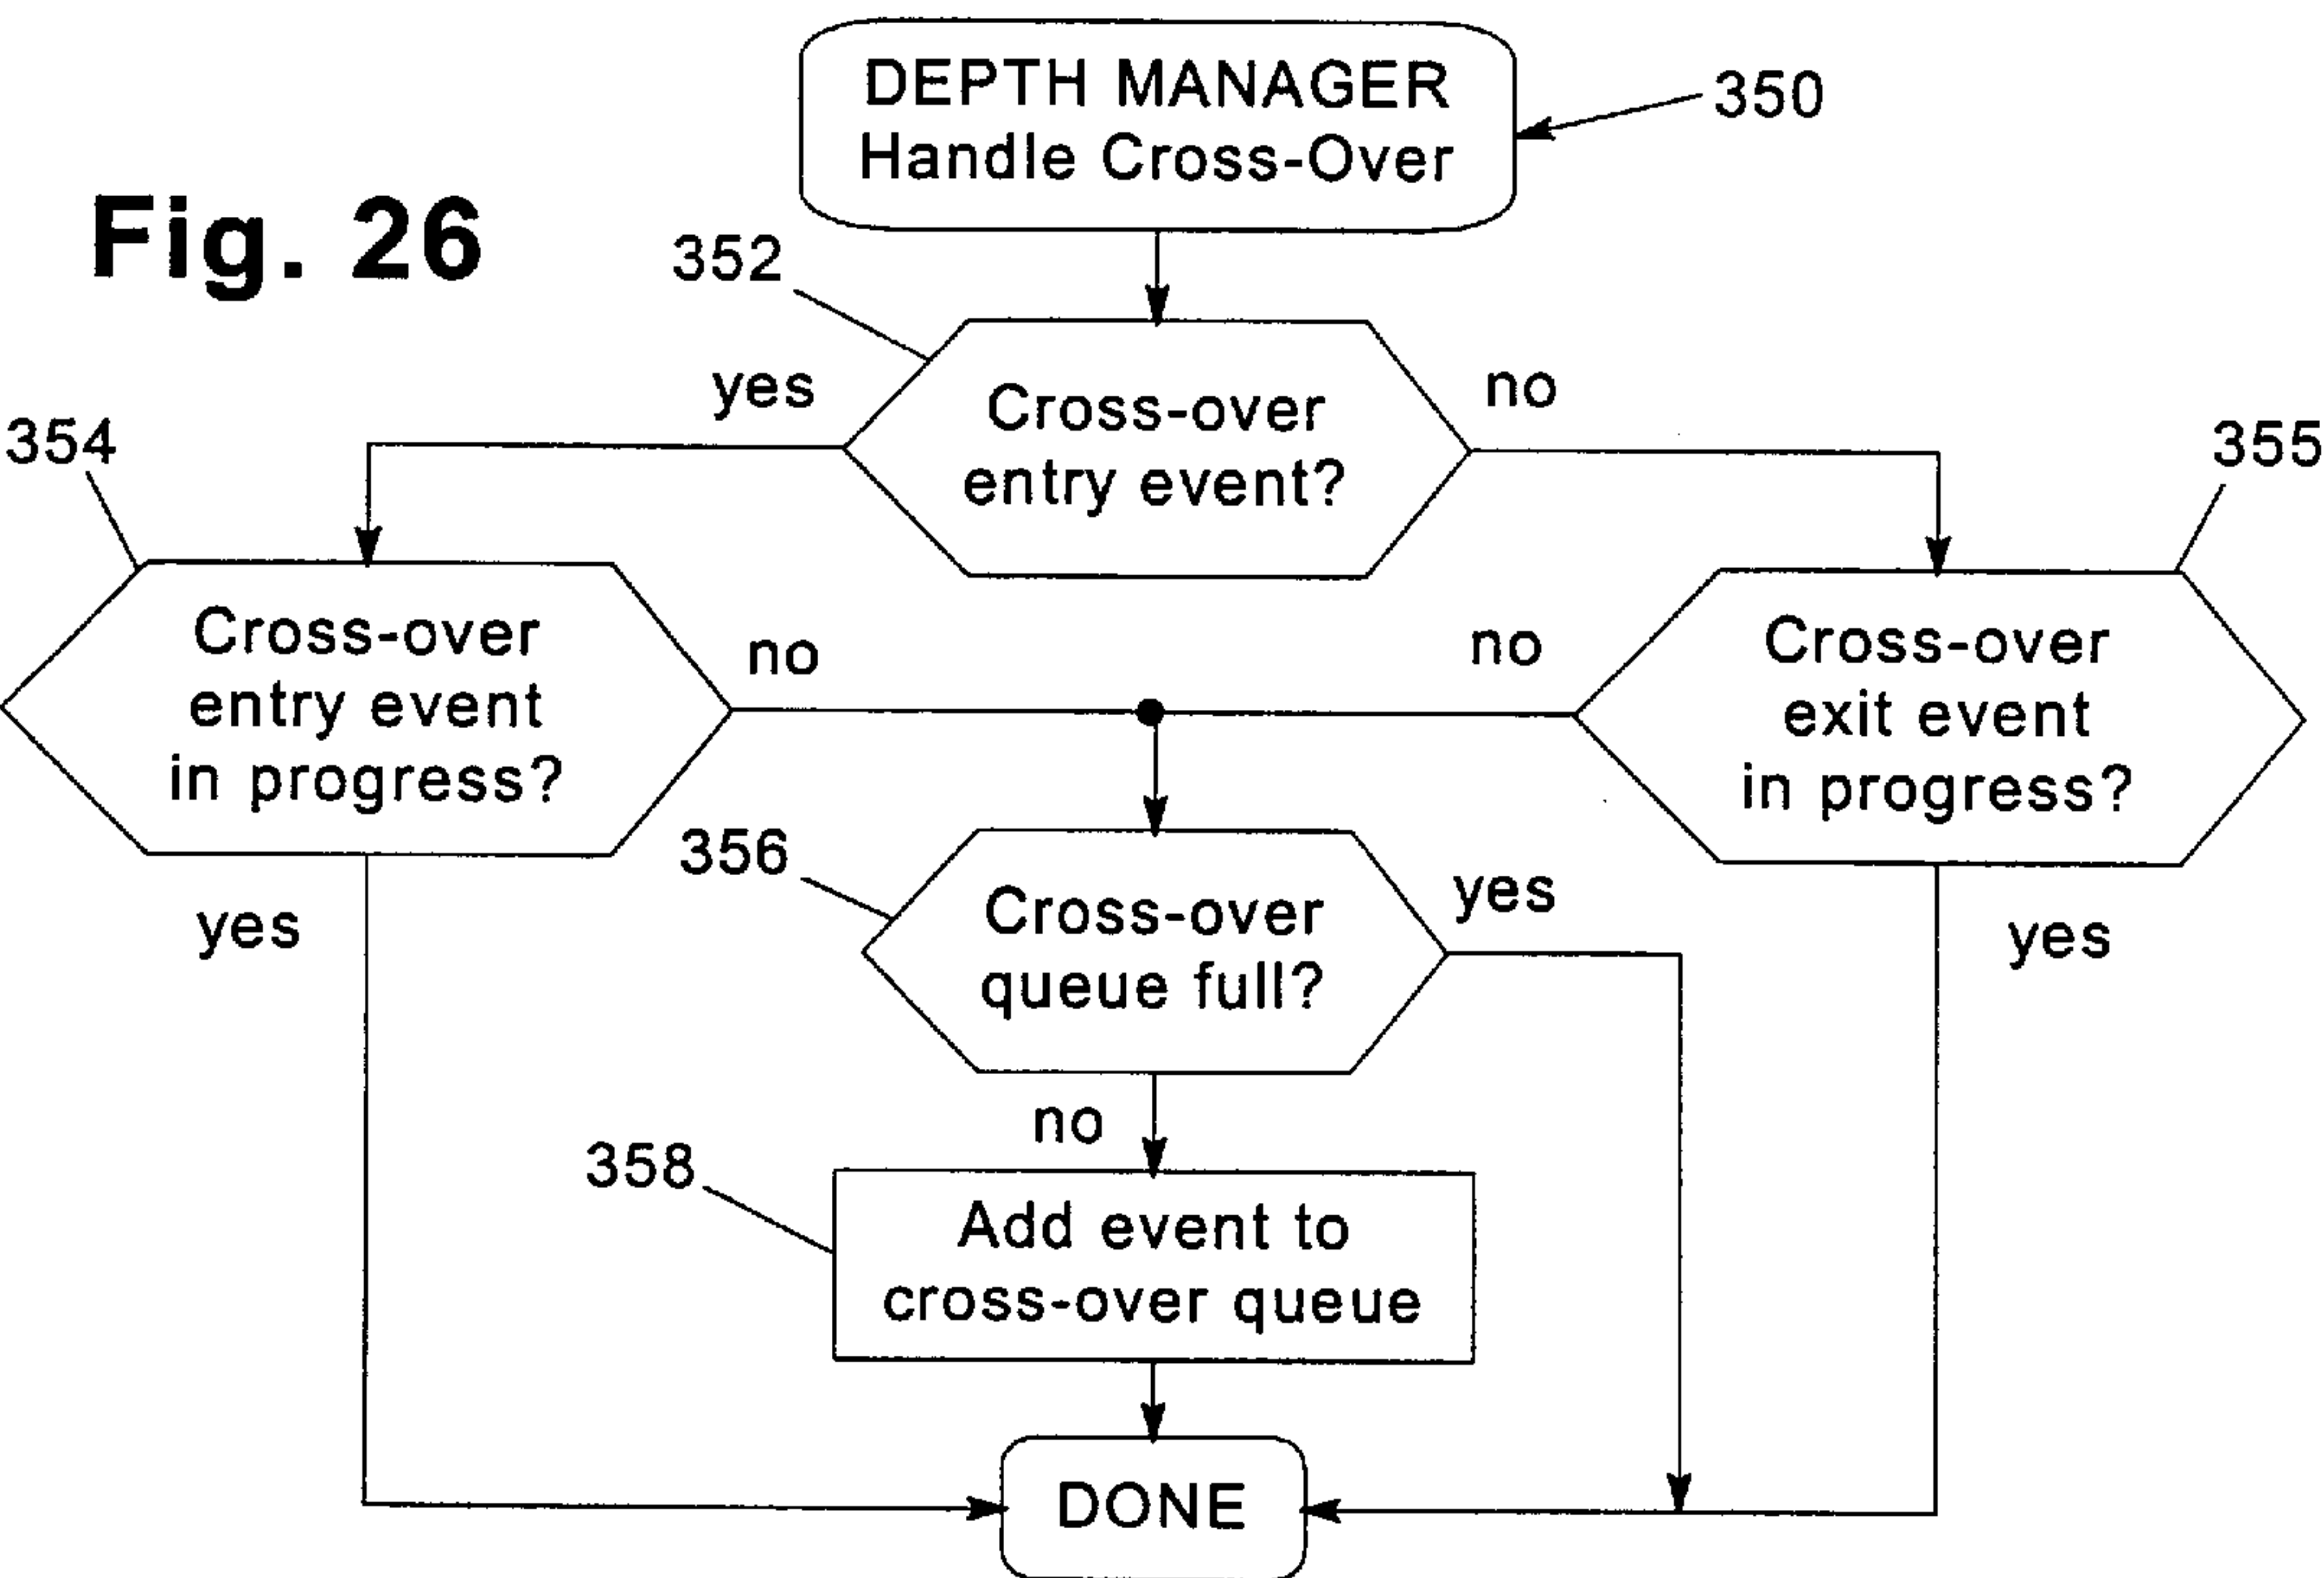 DEPTH MANAGER
Handle Cross-Over
350
Fig. 26
352
yes
no
Cross-over
entry event?
354
355
Cross-over
entry event
in progress?
no
no
Cross-over
exit event
in progress?
356
yes
yes
yes
Cross-over
queue full?
no
358
Add event to
cross-over queue
DONE